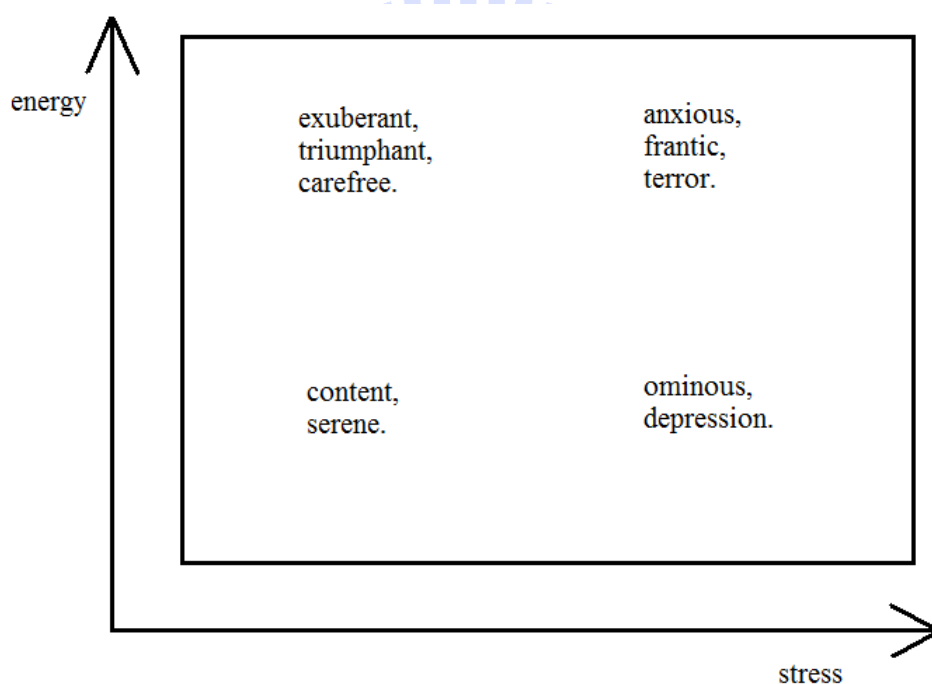 energy
exuberant,
triumphant,
carefree.
anxious,
frantic,
terror.
content,
serene.
ominous,
depression.
stress